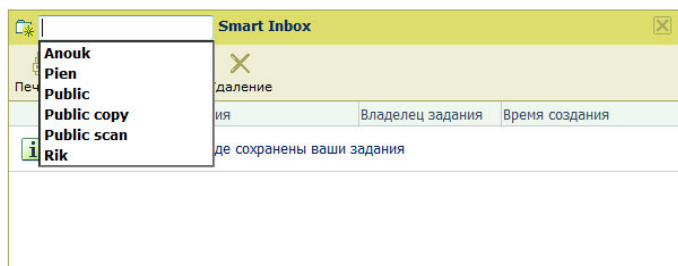 Smart Inbox
Anouk
Pien
Public
Public copy
Public scan
Rik
Печ
даление
ия
Владелец задания
Время создания
де сохранены ваши задания